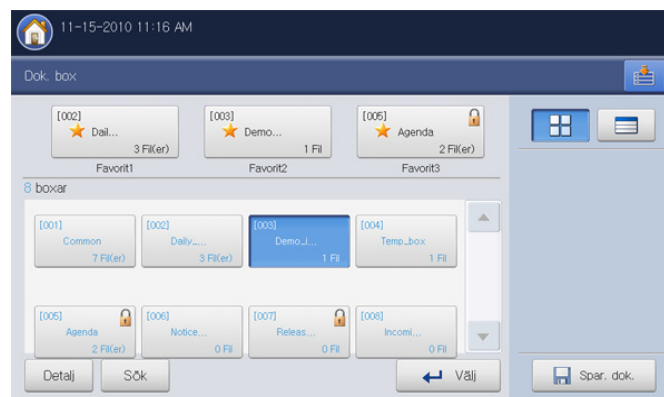 11-15-2010 11:16 AM
Dok. box
[002] [003] [005]
Dail... Demo... Agenda
3 Fil(er) 1 Fil 2 Fil(er)
Favorit1 Favorit2 Favorit3
8 boxar
[001] [002] [003] [004]
Common Daily_... Demo_i... Temp_box
7 Fil(er) 3 Fil(er) 1 Fil 1 Fil
[005] [006] [007] [008]
Agenda Notice... Releas... Incomi...
2 Fil(er) 0 Fil 0 Fil 0 Fil
Detalj Sök Välj Spar. dok.